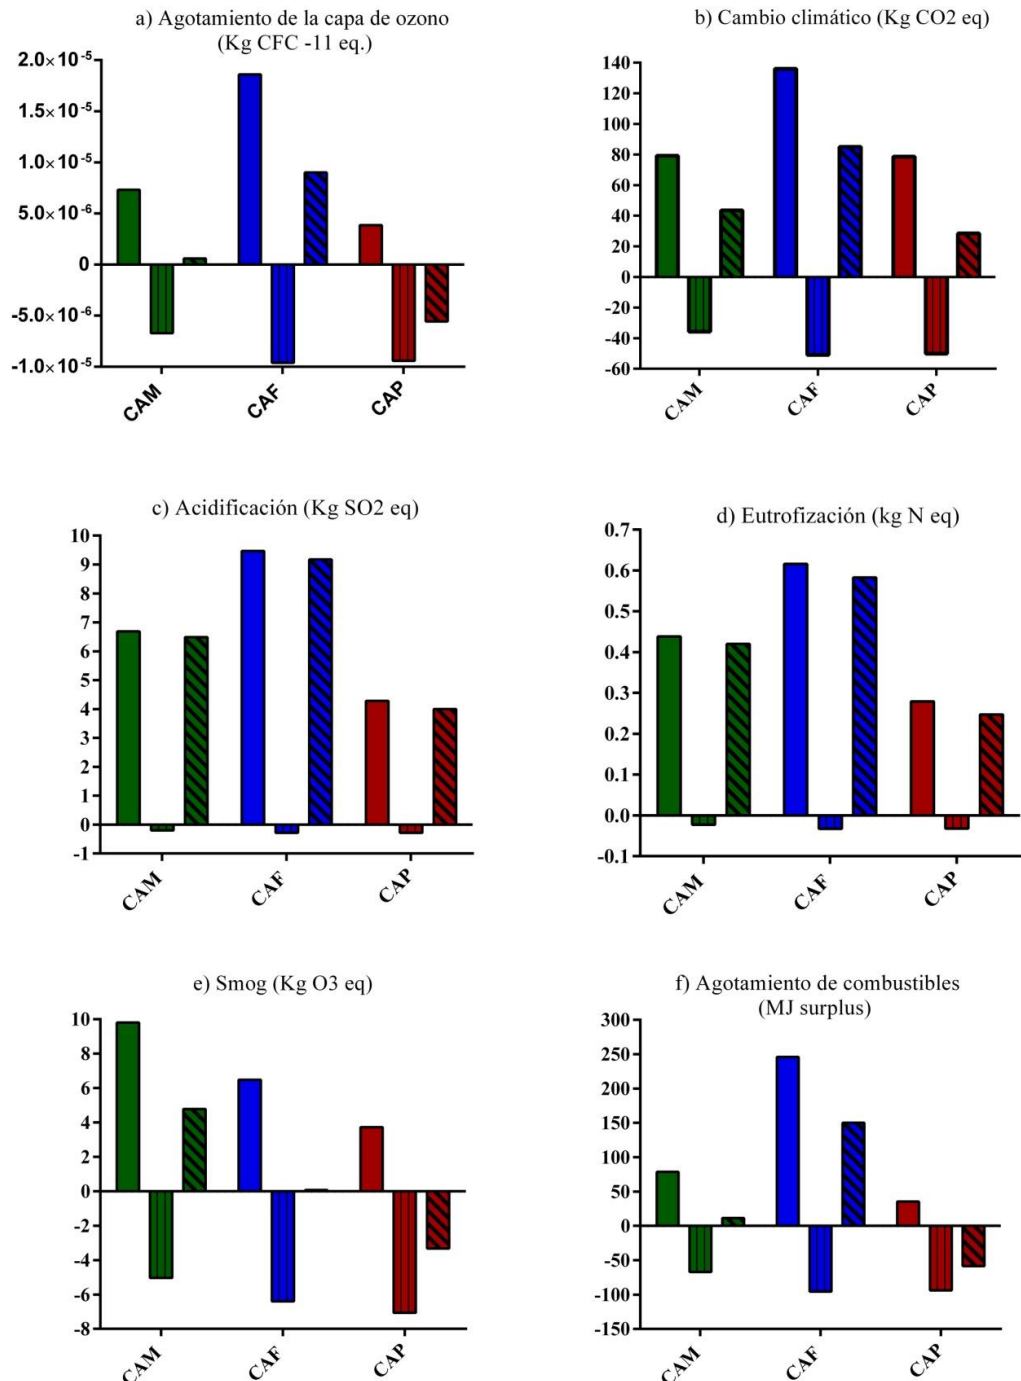 a) Agotamiento de la capa de ozono
(Kg CFC -11 eq.)
2.0×10⁻⁵
1.5×10⁻⁵
1.0×10⁻⁵
5.0×10⁻⁶
0
-5.0×10⁻⁶
-1.0×10⁻⁵
CAM
CAF
CAP
b) Cambio climático (Kg CO2 eq)
140
120
100
80
60
40
20
0
-20
-40
-60
CAM
CAF
CAP
c) Acidificación (Kg SO2 eq)
10
9
8
7
6
5
4
3
2
1
0
-1
CAM
CAF
CAP
d) Eutrofización (kg N eq)
0.7
0.6
0.5
0.4
0.3
0.2
0.1
0.0
-0.1
CAM
CAF
CAP
e) Smog (Kg O3 eq)
10
8
6
4
2
0
-2
-4
-6
-8
CAM
CAF
CAP
f) Agotamiento de combustibles
(MJ surplus)
300
250
200
150
100
50
0
-50
-100
-150
CAM
CAF
CAP